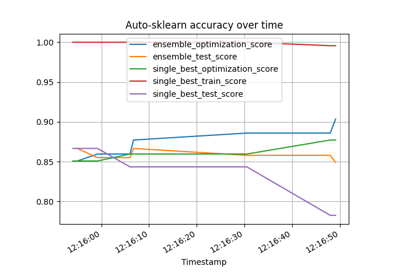 Auto-sklearn accuracy over time
1.00
0.95
0.90
0.85
0.80
ensemble_optimization_score
ensemble_test_score
single_best_optimization_score
single_best_train_score
single_best_test_score
12:16:00
12:16:10
12:16:20
12:16:30
12:16:40
12:16:50
Timestamp